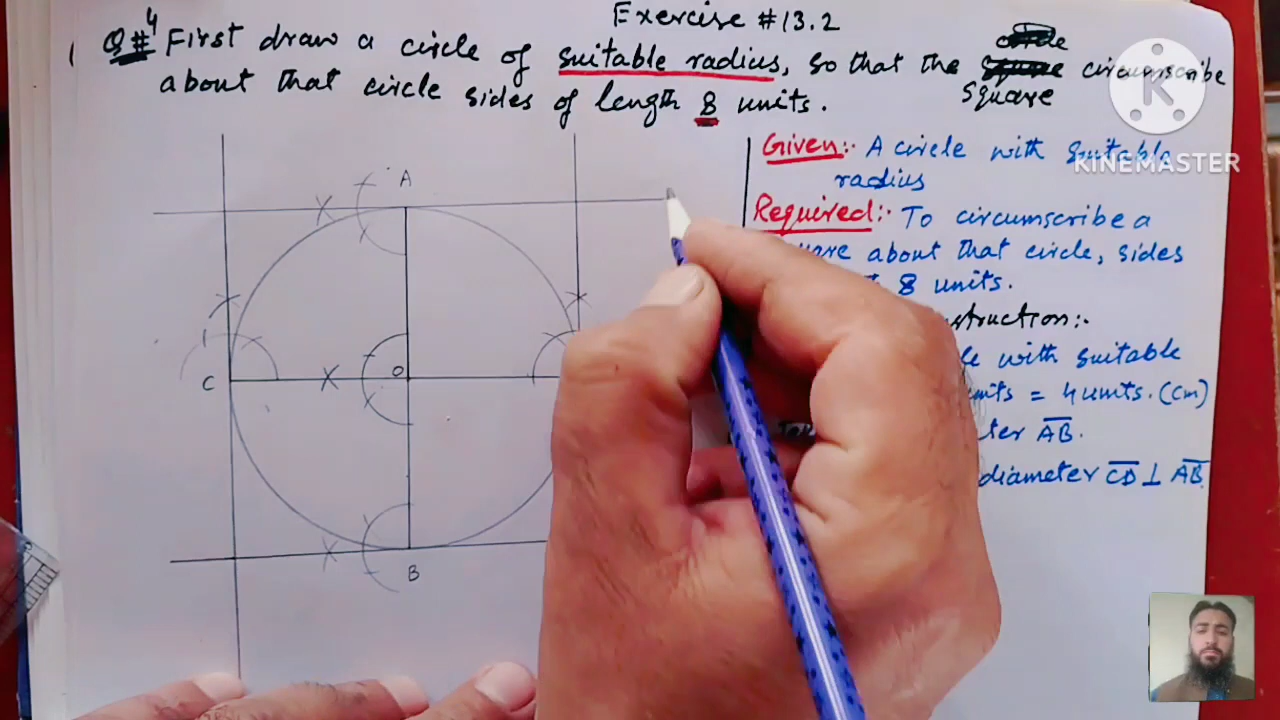 Exercise #13.2
1 Q#4 First draw a circle of suitable radius, so that the circumscribe
square
about that circle sides of length 8 units.
KINEMASTER
Given:- A circle with suitable
radius
Required:- To circumscribe a
about that circle, sides
8 units.
with suitable
= 4 units. (cm)
AB.
diameter CD ⊥ AB.
A
C
O
B